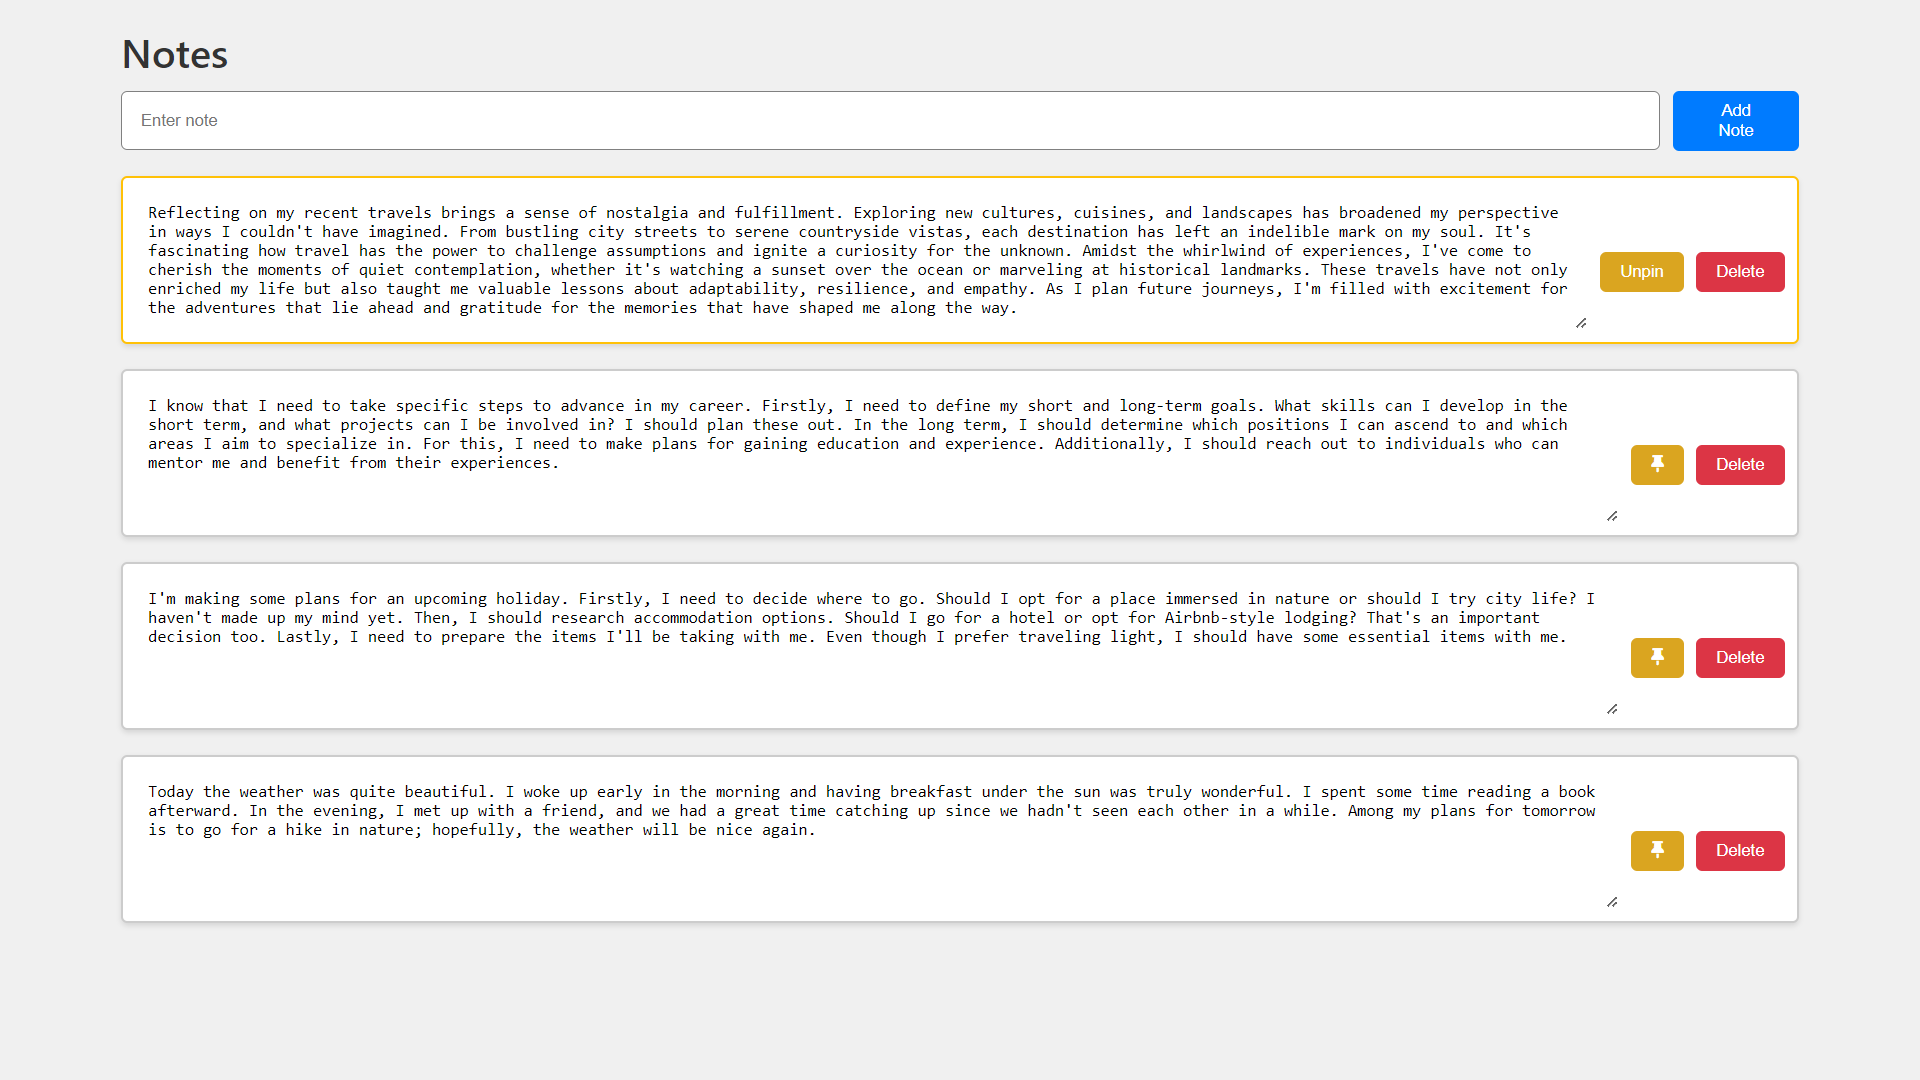 Notes
Enter note
Add
Note
Reflecting on my recent travels brings a sense of nostalgia and fulfillment. Exploring new cultures, cuisines, and landscapes has broadened my perspective
in ways I couldn't have imagined. From bustling city streets to serene countryside vistas, each destination has left an indelible mark on my soul. It's
fascinating how travel has the power to challenge assumptions and ignite a curiosity for the unknown. Amidst the whirlwind of experiences, I've come to
cherish the moments of quiet contemplation, whether it's watching a sunset over the ocean or marveling at historical landmarks. These travels have not only
enriched my life but also taught me valuable lessons about adaptability, resilience, and empathy. As I plan future journeys, I'm filled with excitement for
the adventures that lie ahead and gratitude for the memories that have shaped me along the way.
Unpin
Delete
I know that I need to take specific steps to advance in my career. Firstly, I need to define my short and long-term goals. What skills can I develop in the
short term, and what projects can I be involved in? I should plan these out. In the long term, I should determine which positions I can ascend to and which
areas I aim to specialize in. For this, I need to make plans for gaining education and experience. Additionally, I should reach out to individuals who can
mentor me and benefit from their experiences.
Delete
I'm making some plans for an upcoming holiday. Firstly, I need to decide where to go. Should I opt for a place immersed in nature or should I try city life? I
haven't made up my mind yet. Then, I should research accommodation options. Should I go for a hotel or opt for Airbnb-style lodging? That's an important
decision too. Lastly, I need to prepare the items I'll be taking with me. Even though I prefer traveling light, I should have some essential items with me.
Delete
Today the weather was quite beautiful. I woke up early in the morning and having breakfast under the sun was truly wonderful. I spent some time reading a book
afterward. In the evening, I met up with a friend, and we had a great time catching up since we hadn't seen each other in a while. Among my plans for tomorrow
is to go for a hike in nature; hopefully, the weather will be nice again.
Delete